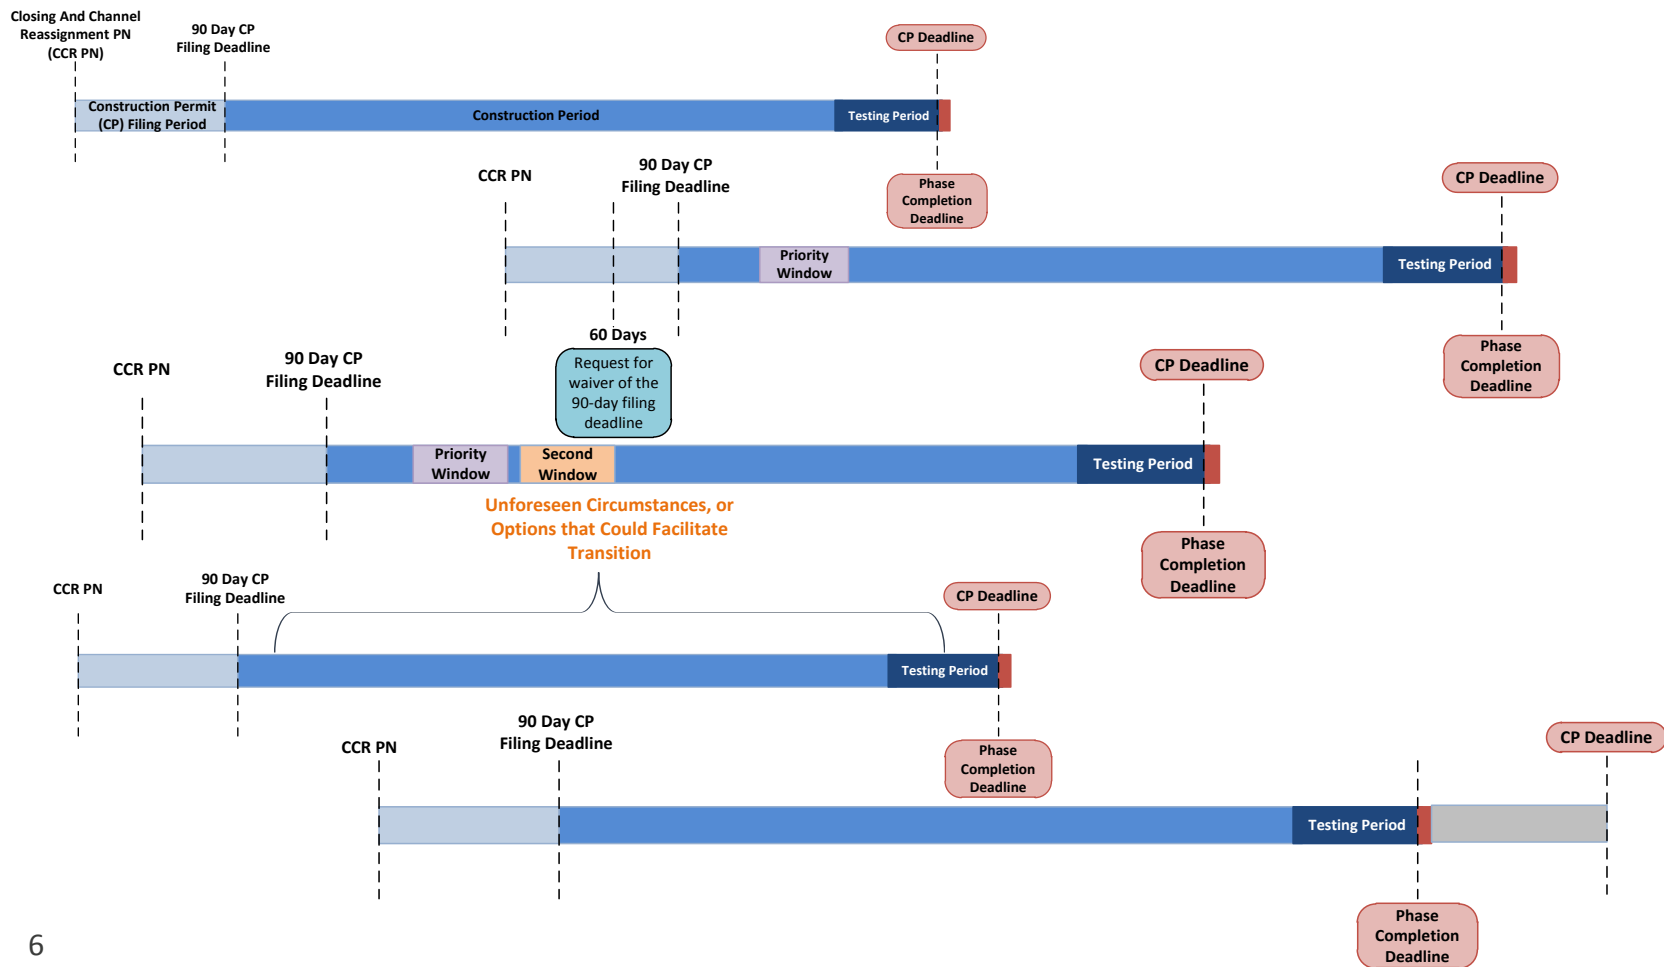 Closing And Channel
Reassignment PN
(CCR PN)
90 Day CP
Filing Deadline
CP Deadline
Construction Permit
(CP) Filing Period
Construction Period
Testing Period
Phase
Completion
Deadline
CCR PN
90 Day CP
Filing Deadline
CP Deadline
Priority
Window
Testing Period
60 Days
Request for
waiver of the
90-day filing
deadline
Phase
Completion
Deadline
CCR PN
90 Day CP
Filing Deadline
CP Deadline
Priority
Window
Second
Window
Testing Period
Unforeseen Circumstances, or
Options that Could Facilitate
Transition
Phase
Completion
Deadline
CCR PN
90 Day CP
Filing Deadline
CP Deadline
Testing Period
Phase
Completion
Deadline
CCR PN
90 Day CP
Filing Deadline
CP Deadline
Testing Period
Phase
Completion
Deadline
6